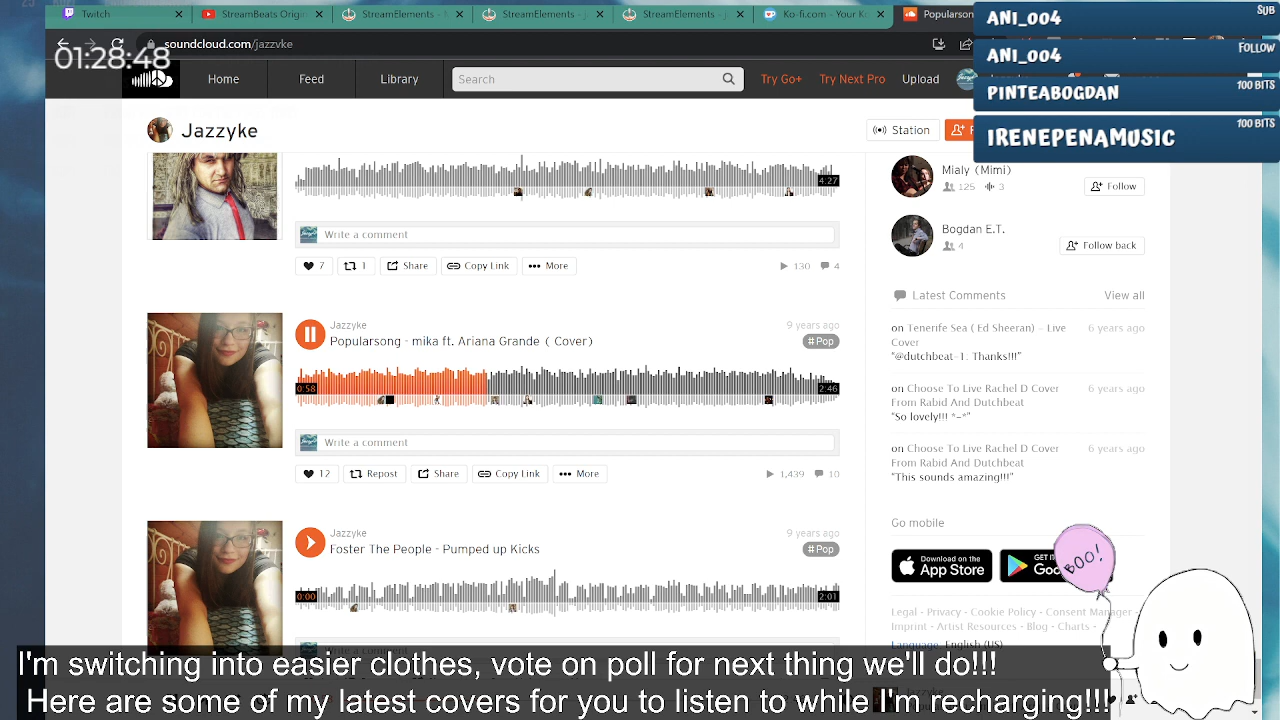 Twitch
StreamBeats Origin
StreamElements -
StreamElements - J
StreamElements - J
Ko-fi.com - Your Ko
Popularson
soundcloud.com/jazzyke
01:28:48
ANI_004
SUB
ANI_004
FOLLOW
PINTEABOGDAN
100 BITS
IRENEPENAMUSIC
100 BITS
Home
Feed
Library
Search
Try Go+
Try Next Pro
Upload
Jazzyke
Station
4:27
Write a comment
7
1
Share
Copy Link
More
130
4
Jazzyke
9 years ago
Popularsong - mika ft. Ariana Grande ( Cover)
# Pop
0:58
2:46
Write a comment
12
Repost
Share
Copy Link
More
1,439
10
Jazzyke
9 years ago
Foster The People - Pumped up Kicks
# Pop
0:00
2:01
Mialy (Mimi)
125
3
Follow
Bogdan E.T.
4
Follow back
Latest Comments
View all
on Tenerife Sea ( Ed Sheeran) - Live
6 years ago
Cover
"@dutchbeat-1: Thanks!!!"
on Choose To Live Rachel D Cover
6 years ago
From Rabid And Dutchbeat
"So lovely!!! *-*"
on Choose To Live Rachel D Cover
6 years ago
From Rabid And Dutchbeat
"This sounds amazing!!!"
Go mobile
Download on the
App Store
GET IT
Goo
BOO!
Legal - Privacy - Cookie Policy - Consent Manager -
Imprint - Artist Resources - Blog - Charts -
Language: English (US)
I'm switching into easier clothes, vote on poll for next thing we'll do!!!
Here are some of my latest covers for you to listen to while I'm recharging!!!